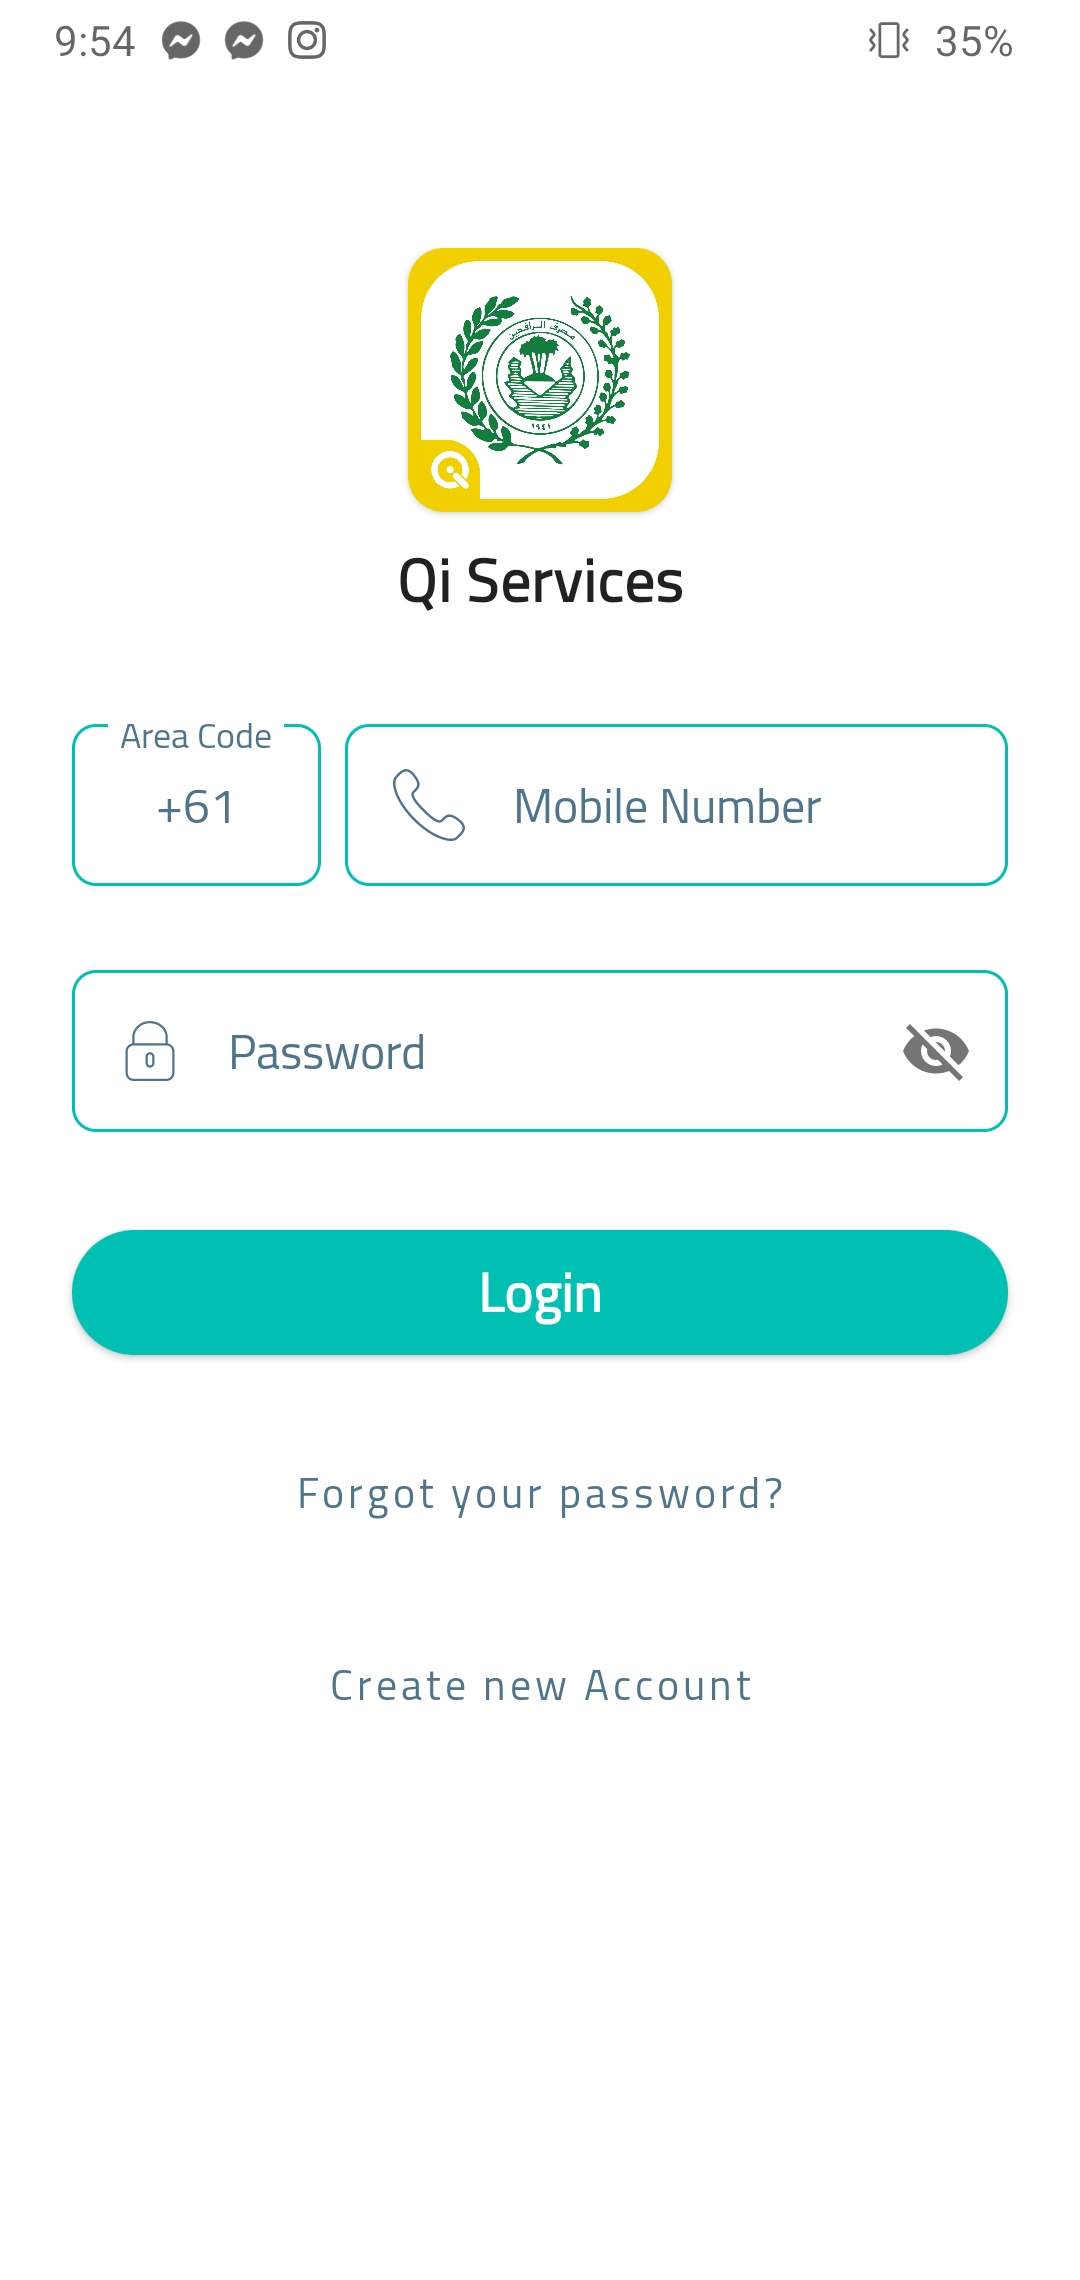 9:54
35%
مصرف الرافدين
١٩٤١
Qi Services
Area Code
+61
Mobile Number
Password
Login
Forgot your password?
Create new Account